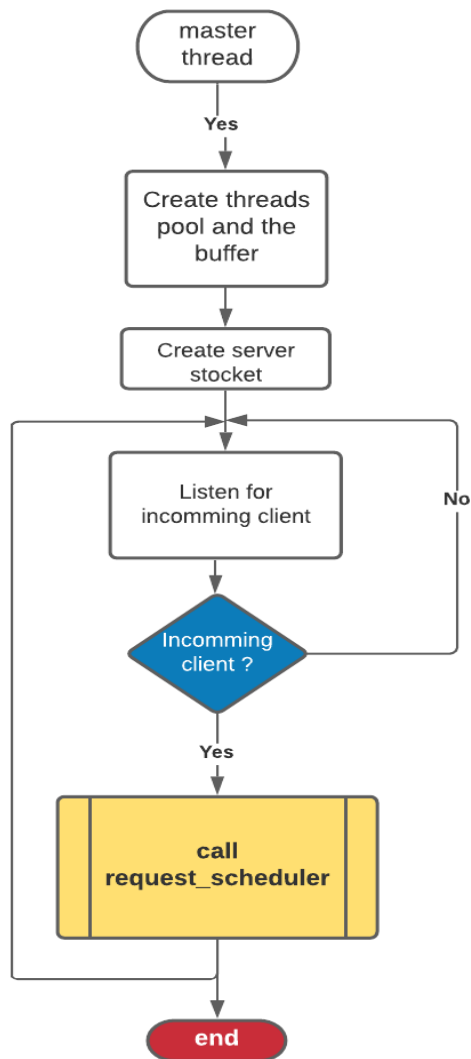 master
thread
Yes
Create threads
pool and the
buffer
Create server
stocket
Listen for
incomming client
No
Incomming
client ?
Yes
call
request_scheduler
end